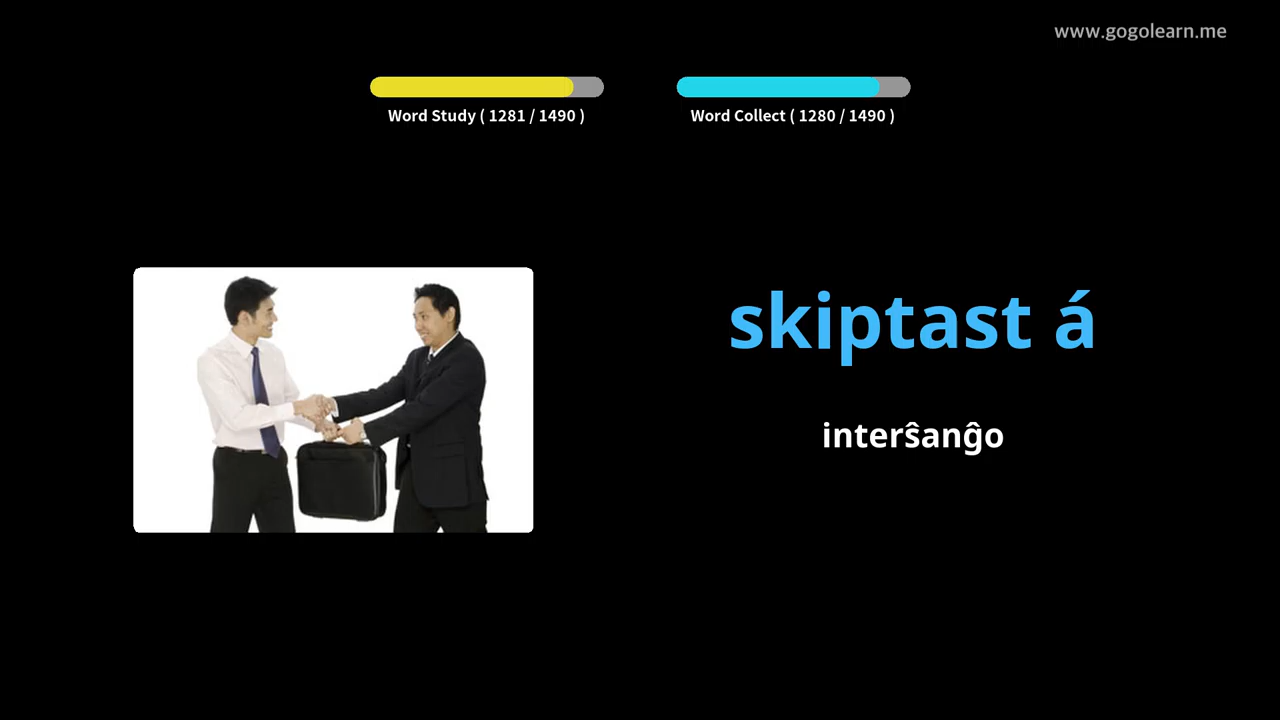 www.gogolearn.me
Word Study ( 1281 / 1490 )
Word Collect ( 1280 / 1490 )
skiptast á
interŝanĝo